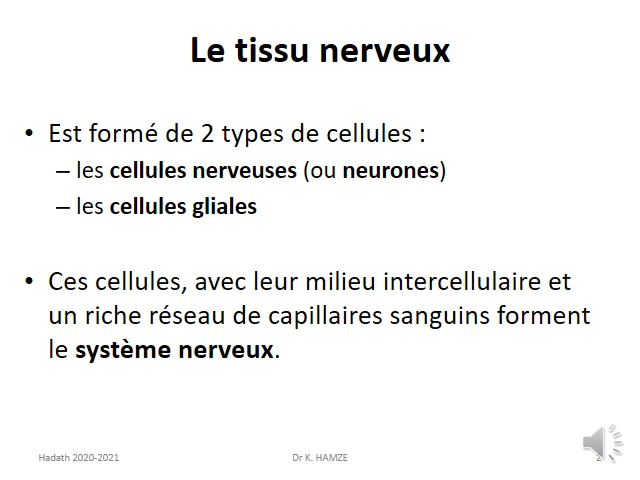 Le tissu nerveux
• Est formé de 2 types de cellules :
– les cellules nerveuses (ou neurones)
– les cellules gliales
• Ces cellules, avec leur milieu intercellulaire et
un riche réseau de capillaires sanguins forment
le système nerveux.
Hadath 2020-2021
Dr K. HAMZE
2